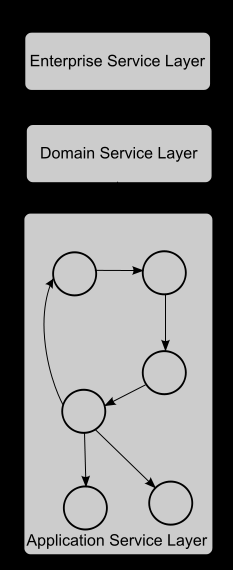 Enterprise Service Layer
Domain Service Layer
Application Service Layer